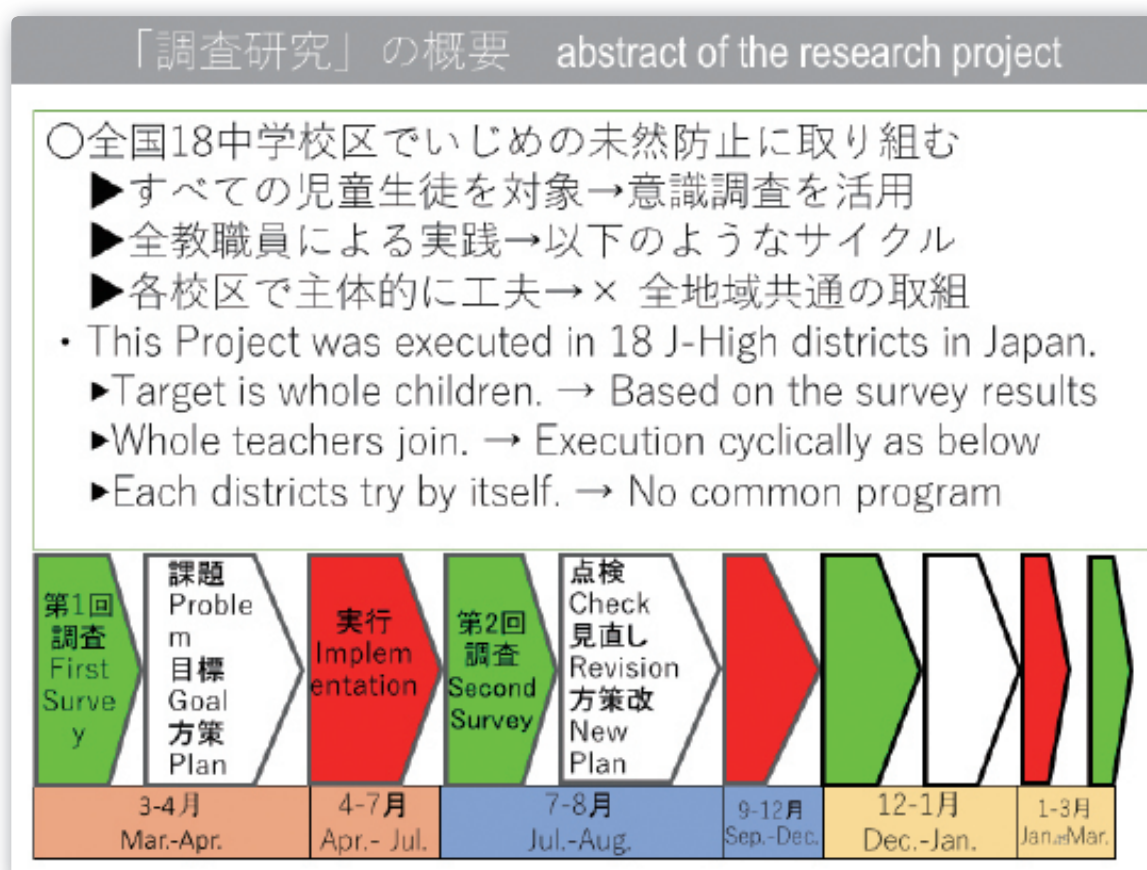 「調査研究」の概要 abstract of the research project
○全国18中学校区でいじめの未然防止に取り組む
▶すべての児童生徒を対象→意識調査を活用
▶全教職員による実践→以下のようなサイクル
▶各校区で主体的に工夫→× 全地域共通の取組
・This Project was executed in 18 J-High districts in Japan.
▶Target is whole children. → Based on the survey results
▶Whole teachers join. → Execution cyclically as below
▶Each districts try by itself. → No common program
第1回
調査
First
Surve
y
課題
Proble
m
目標
Goal
方策
Plan
実行
Implem
entation
第2回
調査
Second
Survey
点検
Check
見直し
Revision
方策改
New
Plan
3-4月
Mar.-Apr.
4-7月
Apr.- Jul.
7-8月
Jul.-Aug.
9-12月
Sep.-Dec.
12-1月
Dec.-Jan.
1-3月
Jan. Mar.